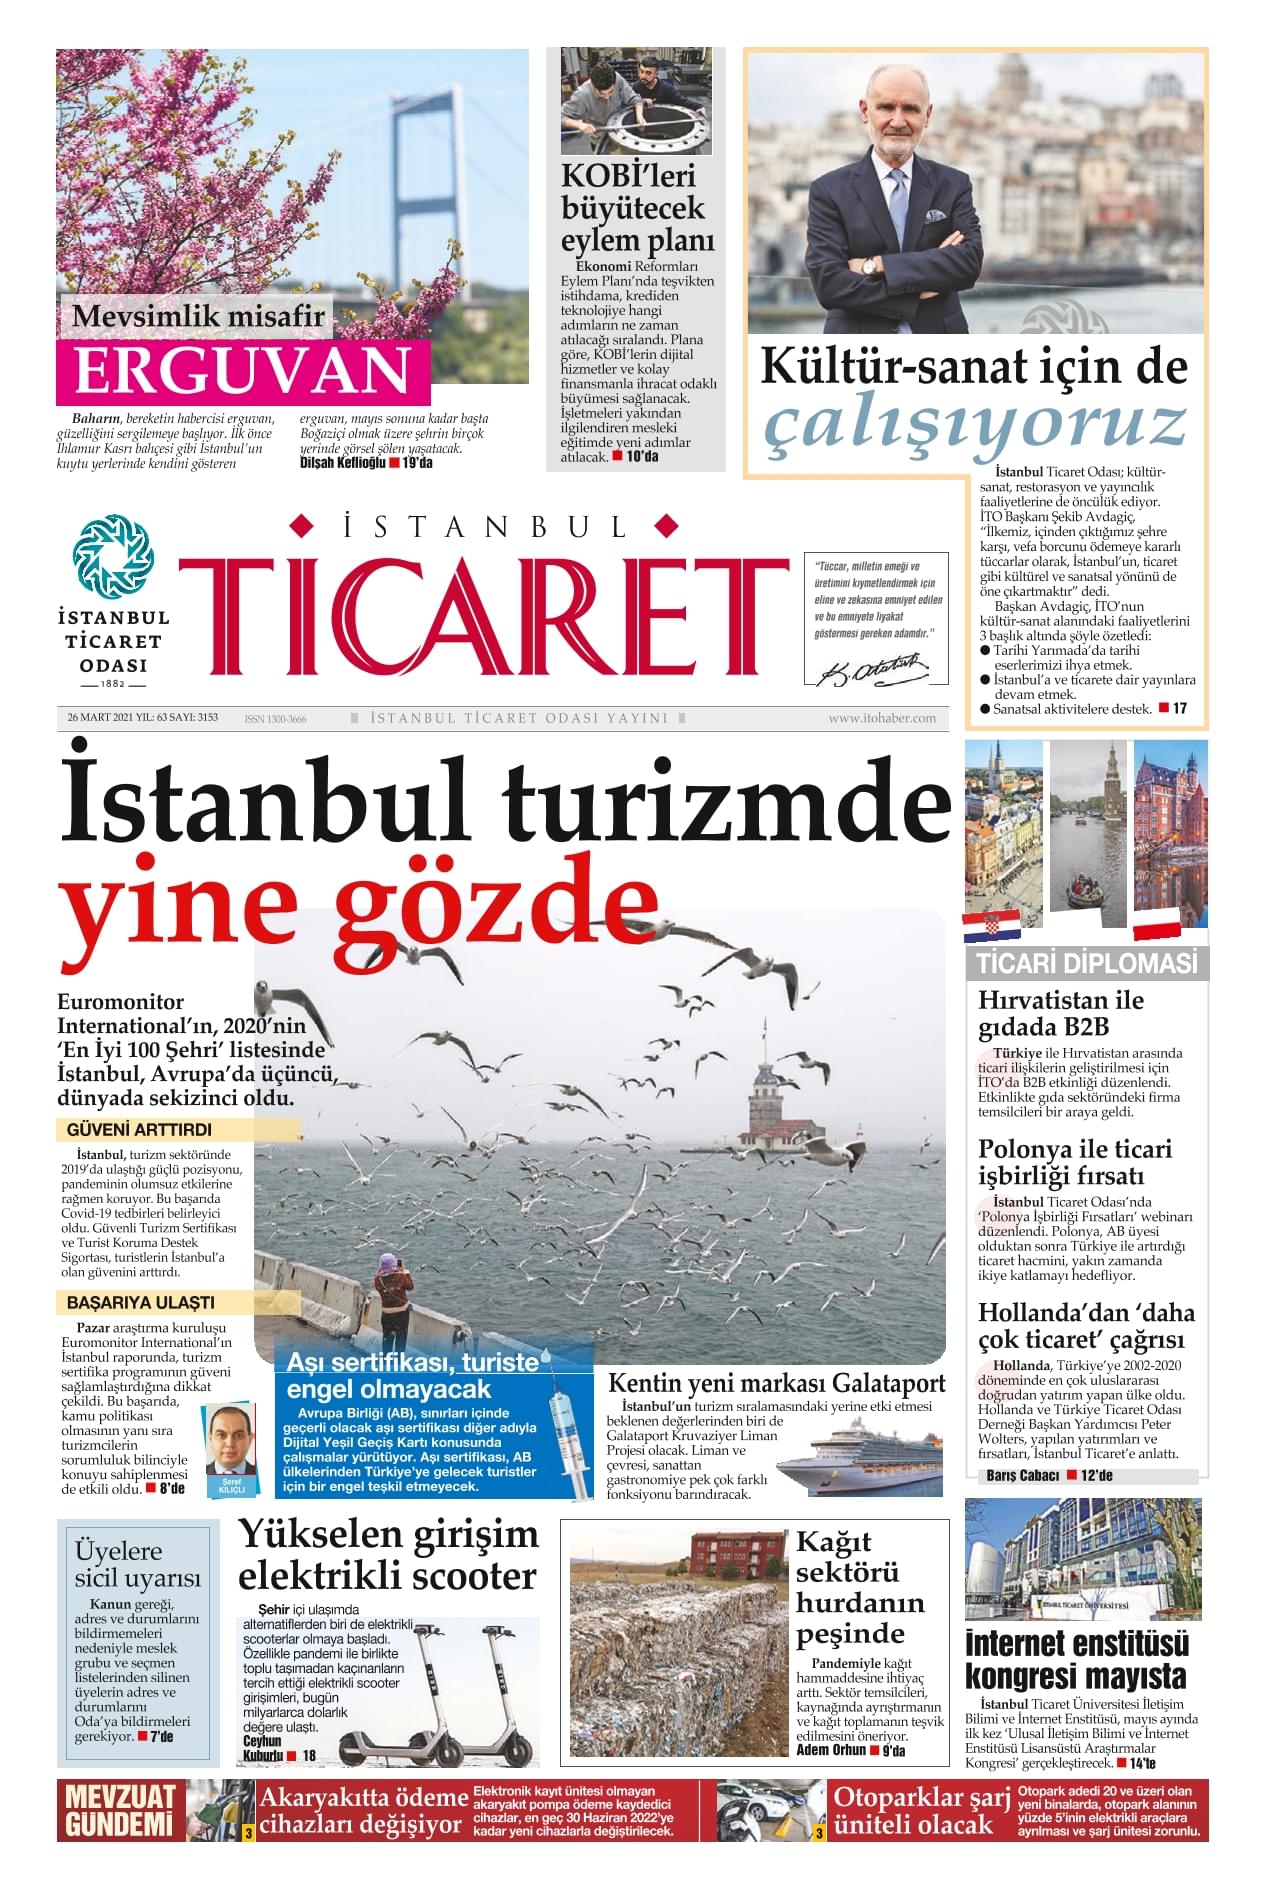 Mevsimlik misafir
ERGUVAN
Baharın, bereketin habercisi erguvan,
güzelliğini sergilemeye başlıyor. İlk önce
Ihlamur Kasrı bahçesi gibi İstanbul'un
kuytu yerlerinde kendini gösteren
erguvan, mayıs sonuna kadar başta
Boğaziçi olmak üzere şehrin birçok
yerinde görsel şölen yaşatacak.
Dilşah Keflioğlu ■ 19'da
KOBİ'leri
büyütecek
eylem planı
Ekonomi Reformları
Eylem Planı'nda teşvikten
istihdama, krediden
teknolojiye hangi
adımların ne zaman
atılacağı sıralandı. Plana
göre, KOBİ'lerin dijital
hizmetler ve kolay
finansmanla ihracat odaklı
büyümesi sağlanacak.
İşletmeleri yakından
ilgilendiren mesleki
eğitimde yeni adımlar
atılacak. ■ 10'da
Kültür-sanat için de
çalışıyoruz
İstanbul Ticaret Odası; kültür-
sanat, restorasyon ve yayıncılık
faaliyetlerine de öncülük ediyor.
İTO Başkanı Şekib Avdagiç,
"İlkemiz, içinden çıktığımız şehre
karşı, vefa borcunu ödemeye kararlı
tüccarlar olarak, İstanbul'un, ticaret
gibi kültürel ve sanatsal yönünü de
öne çıkartmaktır" dedi.
Başkan Avdagiç, İTO'nun
kültür-sanat alanındaki faaliyetlerini
3 başlık altında şöyle özetledi:
● Tarihi Yarımada'da tarihi
eserlerimizi ihya etmek.
● İstanbul'a ve ticarete dair yayınlara
devam etmek.
● Sanatsal aktivitelere destek. ■ 17
İSTANBUL
TİCARET
ODASI
1882
İSTANBUL
TİCARET
"Tüccar, milletin emeği ve
üretimini kıymetlendirmek için
eline ve zekasına emniyet edilen
ve bu emniyete liyakat
göstermesi gereken adamdır."
K. Atatürk
26 MART 2021 YIL: 63 SAYI: 3153
ISSN 1300-3666
İSTANBUL TİCARET ODASI YAYINI
www.itohaber.com
İstanbul turizmde
yine gözde
Euromonitor
International'ın, 2020'nin
'En İyi 100 Şehri' listesinde
İstanbul, Avrupa'da üçüncü,
dünyada sekizinci oldu.
GÜVENİ ARTTIRDI
İstanbul, turizm sektöründe
2019'da ulaştığı güçlü pozisyonu,
pandeminin olumsuz etkilerine
rağmen koruyor. Bu başarıda
Covid-19 tedbirleri belirleyici
oldu. Güvenli Turizm Sertifikası
ve Turist Koruma Destek
Sigortası, turistlerin İstanbul'a
olan güvenini arttırdı.
BAŞARIYA ULAŞTI
Pazar araştırma kuruluşu
Euromonitor International'ın
İstanbul raporunda, turizm
sertifika programının güveni
sağlamlaştırdığına dikkat
çekildi. Bu başarıda,
kamu politikası
olmasının yanı sıra
turizmcilerin
sorumluluk bilinciyle
konuyu sahiplenmesi
de etkili oldu. ■ 8'de
Şeref
KILIÇLI
Aşı sertifikası, turiste
engel olmayacak
Avrupa Birliği (AB), sınırları içinde
geçerli olacak aşı sertifikası diğer adıyla
Dijital Yeşil Geçiş Kartı konusunda
çalışmalar yürütüyor. Aşı sertifikası, AB
ülkelerinden Türkiye'ye gelecek turistler
için bir engel teşkil etmeyecek.
Kentin yeni markası Galataport
İstanbul'un turizm sıralamasındaki yerine etki etmesi
beklenen değerlerinden biri de
Galataport Kruvaziyer Liman
Projesi olacak. Liman ve
çevresi, sanattan
gastronomiye pek çok farklı
fonksiyonu barındıracak.
TİCARİ DİPLOMASİ
Hırvatistan ile
gıdada B2B
Türkiye ile Hırvatistan arasında
ticari ilişkilerin geliştirilmesi için
İTO'da B2B etkinliği düzenlendi.
Etkinlikte gıda sektöründeki firma
temsilcileri bir araya geldi.
Polonya ile ticari
işbirliği fırsatı
İstanbul Ticaret Odası'nda
'Polonya İşbirliği Fırsatları' webinarı
düzenlendi. Polonya, AB üyesi
olduktan sonra Türkiye ile artırdığı
ticaret hacmini, yakın zamanda
ikiye katlamayı hedefliyor.
Hollanda'dan 'daha
çok ticaret' çağrısı
Hollanda, Türkiye'ye 2002-2020
döneminde en çok uluslararası
doğrudan yatırım yapan ülke oldu.
Hollanda ve Türkiye Ticaret Odası
Derneği Başkan Yardımcısı Peter
Wolters, yapılan yatırımları ve
fırsatları, İstanbul Ticaret'e anlattı.
Barış Cabacı ■ 12'de
Üyelere
sicil uyarısı
Kanun gereği,
adres ve durumlarını
bildirmemeleri
nedeniyle meslek
grubu ve seçmen
listelerinden silinen
üyelerin adres ve
durumlarını
Oda'ya bildirmeleri
gerekiyor. ■ 7'de
Yükselen girişim
elektrikli scooter
Şehir içi ulaşımda
alternatiflerden biri de elektrikli
scooterlar olmaya başladı.
Özellikle pandemi ile birlikte
toplu taşımadan kaçınanların
tercih ettiği elektrikli scooter
girişimleri, bugün
milyarlarca dolarlık
değere ulaştı.
Ceyhun
Kuburlu ■ 18
Kağıt
sektörü
hurdanın
peşinde
Pandemiyle kağıt
hammaddesine ihtiyaç
arttı. Sektör temsilcileri,
kaynağında ayrıştırmanın
ve kağıt toplamanın teşvik
edilmesini öneriyor.
Adem Orhun ■ 9'da
İSTANBUL TİCARET ÜNİVERSİTESİ
İnternet enstitüsü
kongresi mayısta
İstanbul Ticaret Üniversitesi İletişim
Bilimi ve İnternet Enstitüsü, mayıs ayında
ilk kez 'Ulusal İletişim Bilimi ve İnternet
Enstitüsü Lisansüstü Araştırmalar
Kongresi' gerçekleştirecek. ■ 14'te
MEVZUAT
GÜNDEMİ
3
Akaryakıtta ödeme
cihazları değişiyor
Elektronik kayıt ünitesi olmayan
akaryakıt pompa ödeme kaydedici
cihazlar, en geç 30 Haziran 2022'ye
kadar yeni cihazlarla değiştirilecek.
3
Otoparklar şarj
üniteli olacak
Otopark adedi 20 ve üzeri olan
yeni binalarda, otopark alanının
yüzde 5'inin elektrikli araçlara
ayrılması ve şarj ünitesi zorunlu.